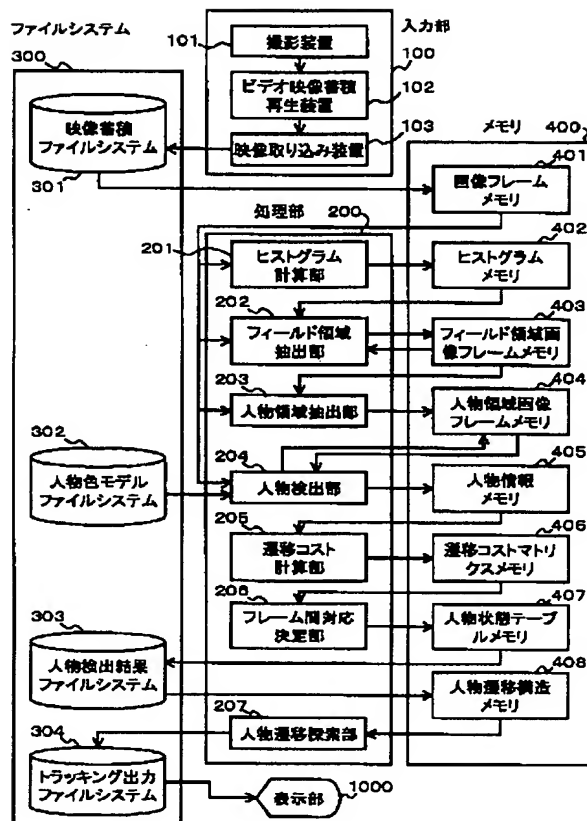 ファイルシステム
300
101
撮影装置
入力部
100
ビデオ映像蓄積
再生装置
102
映像取り込み装置
103
映像蓄積
ファイルシステム
301
メモリ
400
401
画像フレーム
メモリ
処理部
200
201
ヒストグラム
計算部
402
ヒストグラム
メモリ
202
フィールド領域
抽出部
403
フィールド領域画
像フレームメモリ
203
人物領域抽出部
404
人物領域画像
フレームメモリ
302
人物色モデル
ファイルシステム
204
人物検出部
405
人物情報
メモリ
205
遷移コスト
計算部
406
遷移コストマトリ
クスメモリ
206
フレーム間対応
決定部
407
人物状態テーブ
ルメモリ
303
人物検出結果
ファイルシステム
408
人物遷移構造
メモリ
207
人物遷移探索部
304
トラッキング出力
ファイルシステム
表示部
1000